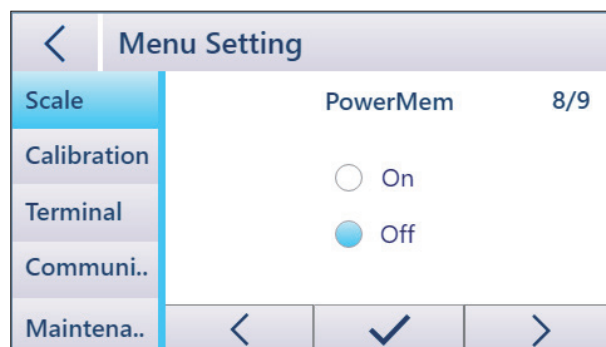 Menu Setting
Scale
PowerMem 8/9
Calibration
On
Terminal
Off
Communi..
Maintena..